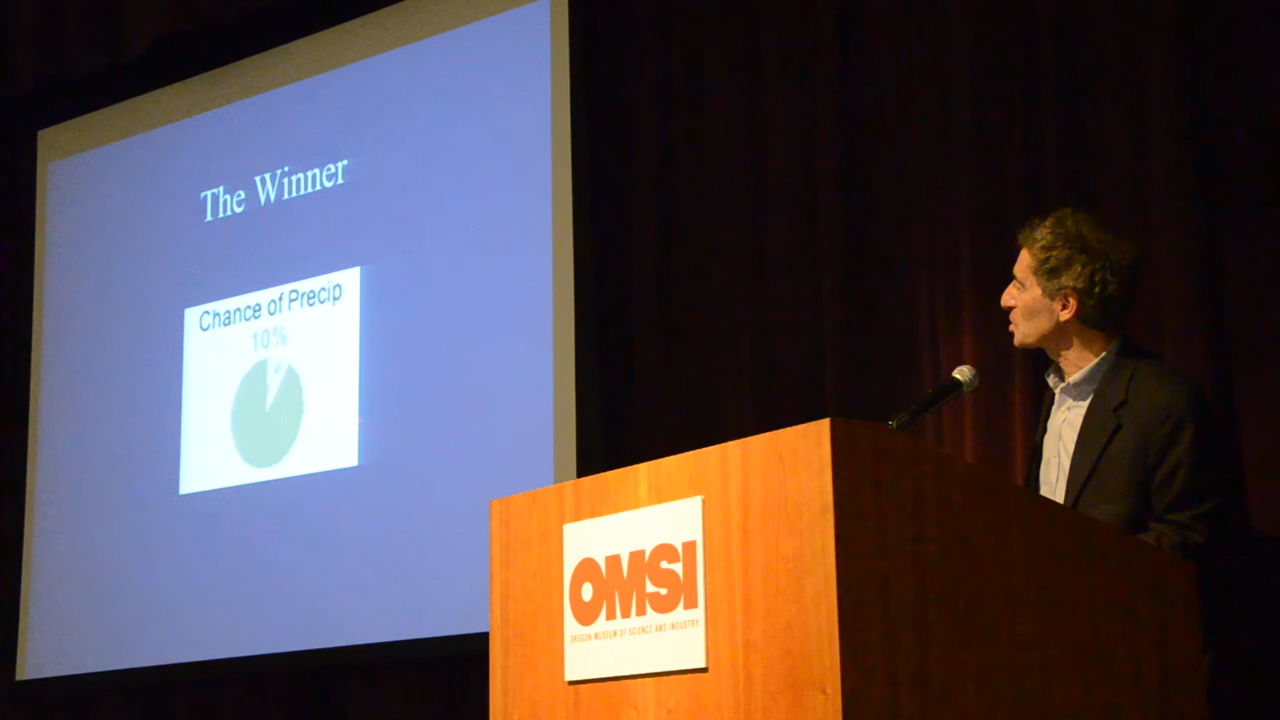 The Winner
Chance of Precip
10%
OMSI
OREGON MUSEUM OF SCIENCE AND INDUSTRY